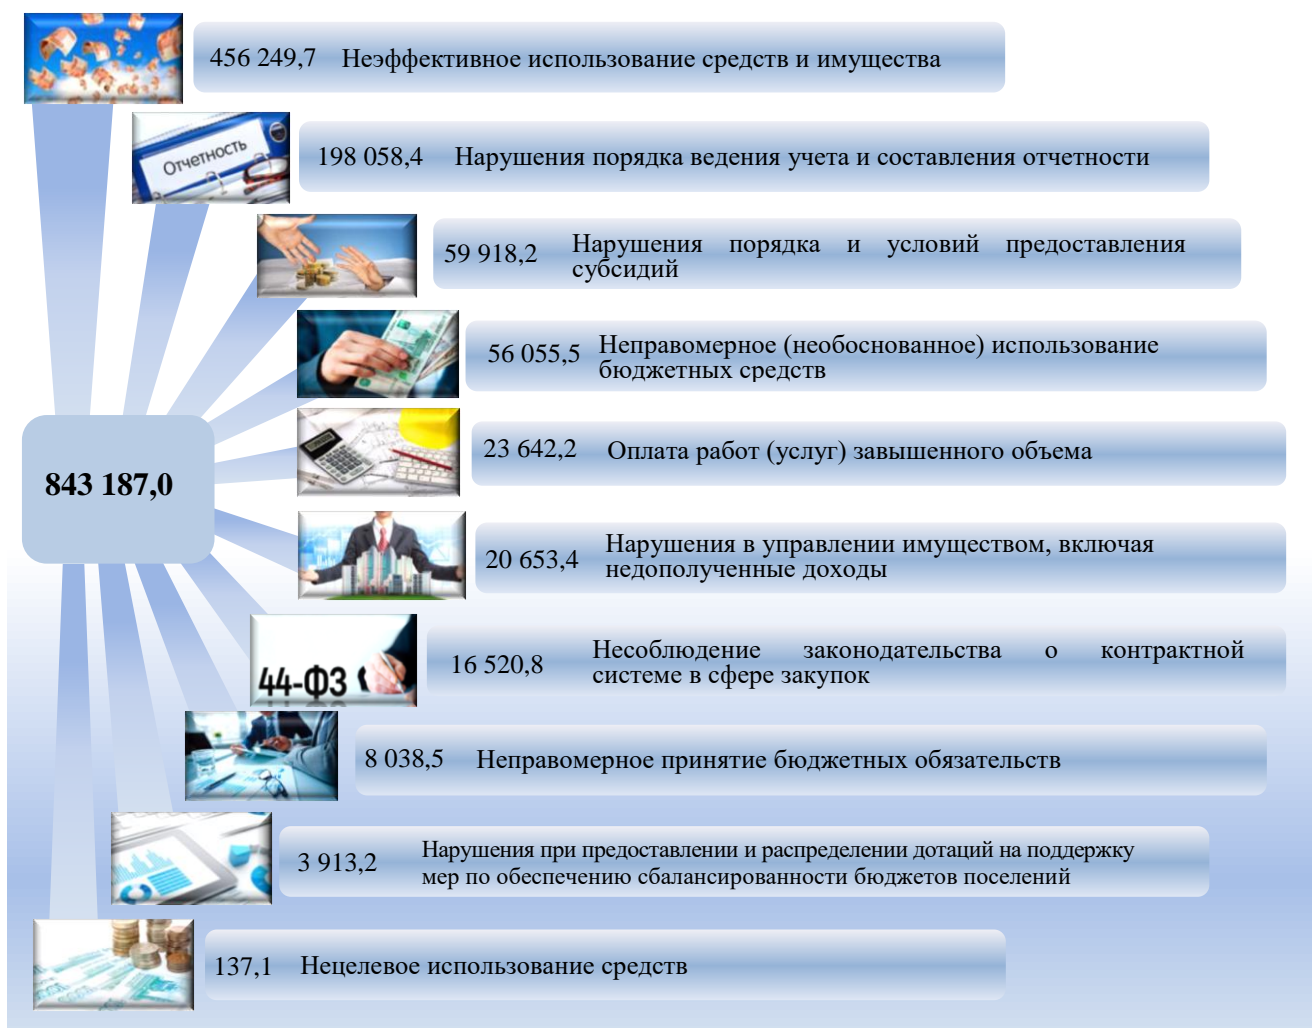 456 249,7 Неэффективное использование средств и имущества
Отчетность
198 058,4 Нарушения порядка ведения учета и составления отчетности
59 918,2 Нарушения порядка и условий предоставления
субсидий
56 055,5 Неправомерное (необоснованное) использование
бюджетных средств
23 642,2 Оплата работ (услуг) завышенного объема
843 187,0
20 653,4 Нарушения в управлении имуществом, включая
недополученные доходы
44-ФЗ
16 520,8 Несоблюдение законодательства о контрактной
системе в сфере закупок
8 038,5 Неправомерное принятие бюджетных обязательств
3 913,2 Нарушения при предоставлении и распределении дотаций на поддержку
мер по обеспечению сбалансированности бюджетов поселений
137,1 Нецелевое использование средств